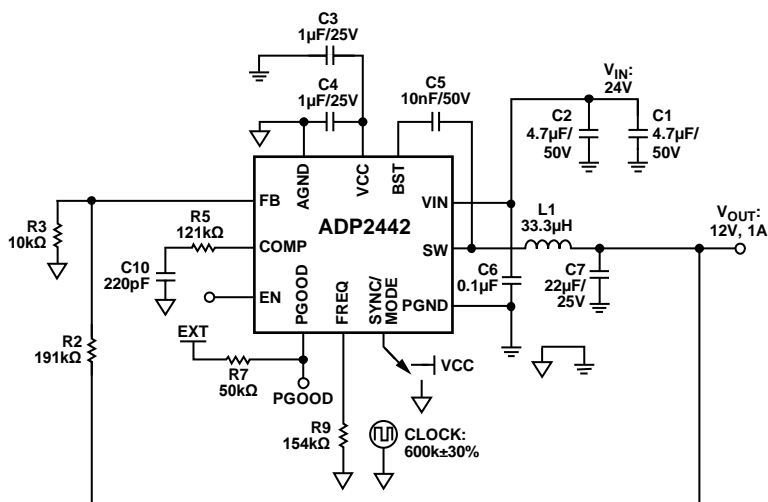 C3
1µF/25V
C4
1µF/25V
C5
10nF/50V
VIN:
24V
C2
4.7µF/
50V
C1
4.7µF/
50V
AGND
VCC
BST
FB
VIN
ADP2442
R3
10kΩ
R5
121kΩ
COMP
SW
L1
33.3µH
VOUT:
12V, 1A
C10
220pF
EN
PGOOD
FREQ
SYNC/
MODE
PGND
C6
0.1µF
C7
22µF/
25V
R2
191kΩ
EXT
R7
50kΩ
PGOOD
VCC
R9
154kΩ
CLOCK:
600k±30%